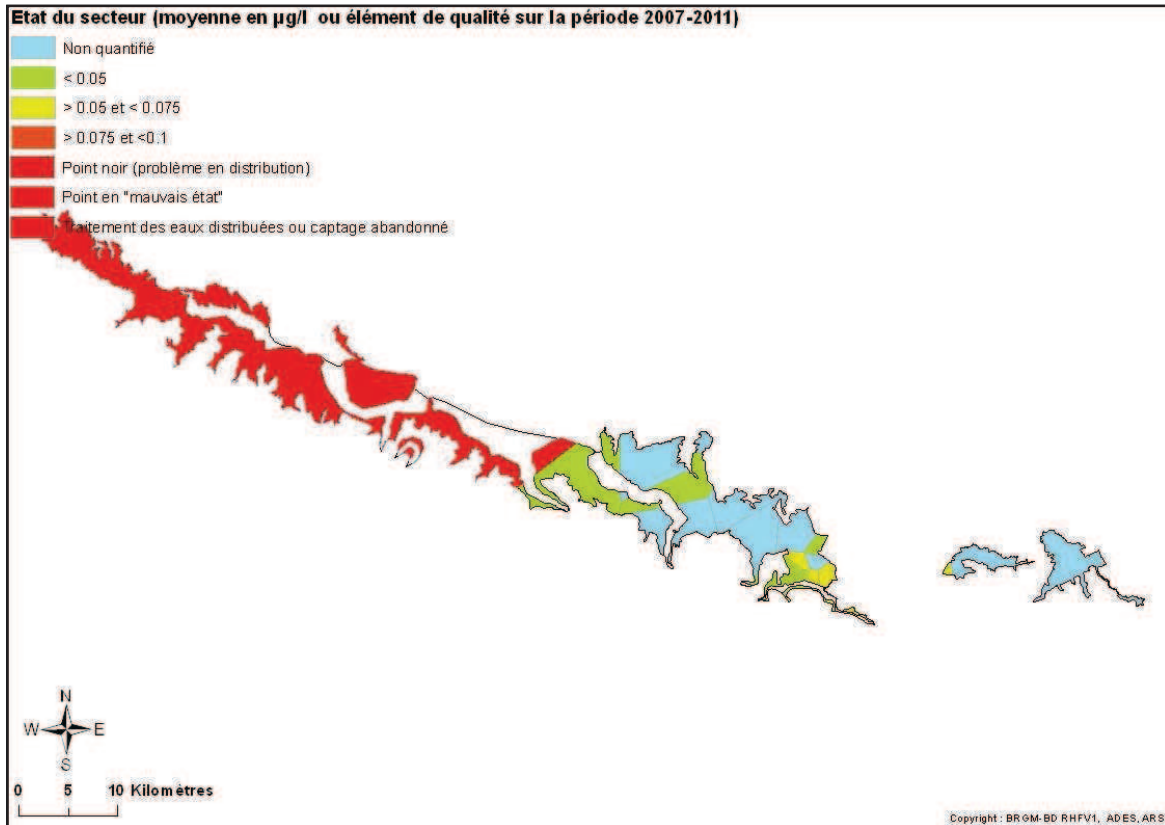 Etat du secteur (moyenne en µg/l ou élément de qualité sur la période 2007-2011)
Non quantifié
< 0.05
> 0.05 et < 0.075
> 0.075 et <0.1
Point noir (problème en distribution)
Point en "mauvais état"
Traitement des eaux distribuées ou captage abandonné
N
W E
S
0 5 10 Kilomètres
Copyright : BRGM-BD RHFV1, ADES, ARS